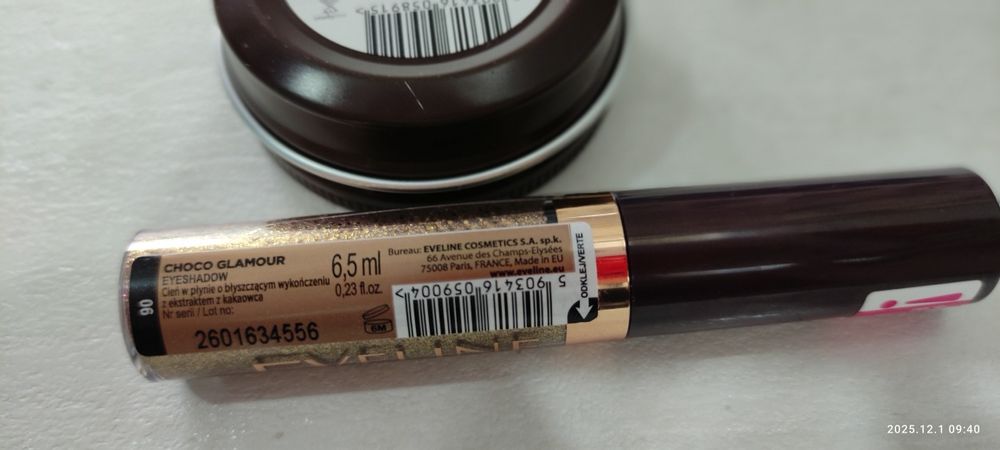 CHOCO GLAMOUR
EYESHADOW
Cień w płynie o błyszczącym wykończeniu
z ekstraktem z kakaowca
Nr serii / Lot no:
2601634556
6,5 ml
0,23 fl.oz.
6M
Bureau: EVELINE COSMETICS S.A. sp.k.
66 Avenue des Champs-Elysées
75008 Paris, FRANCE, Made in EU
www.eveline.eu
5 903416 059004>
ODKLEJ/VERTE
06
EVELINE
2025.12.1 09:40